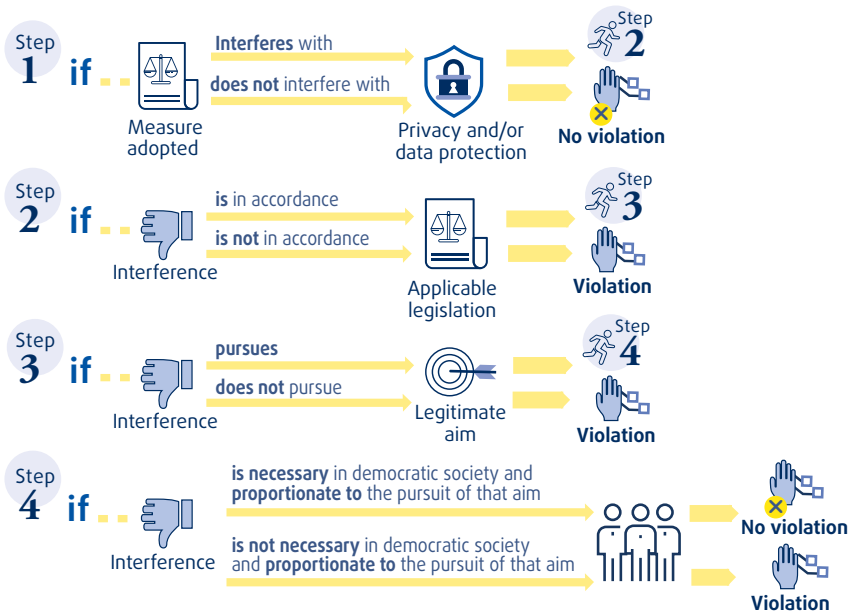 Step
1
if
Measure
adopted
Interferes with
does not interfere with
Privacy and/or
data protection
Step
2
No violation
Step
2
if
Interference
is in accordance
is not in accordance
Applicable
legislation
Step
3
Violation
Step
3
if
Interference
pursues
does not pursue
Legitimate
aim
Step
4
Violation
Step
4
if
Interference
is necessary in democratic society and
proportionate to the pursuit of that aim
is not necessary in democratic society
and proportionate to the pursuit of that aim
No violation
Violation